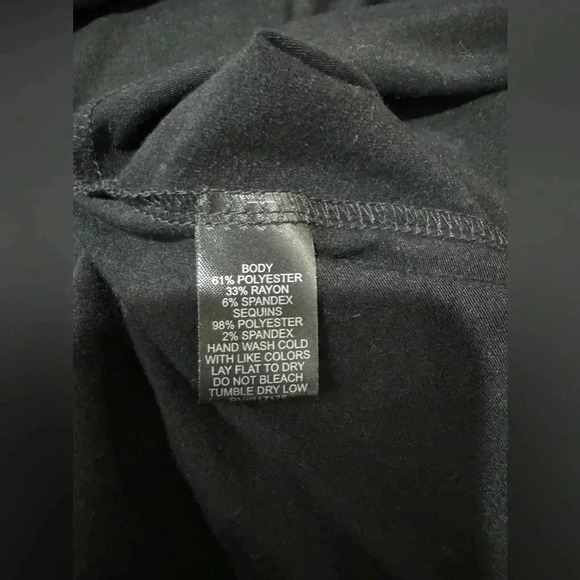 BODY
61% POLYESTER
33% RAYON
6% SPANDEX
SEQUINS
98% POLYESTER
2% SPANDEX
HAND WASH COLD
WITH LIKE COLORS
LAY FLAT TO DRY
DO NOT BLEACH
TUMBLE DRY LOW